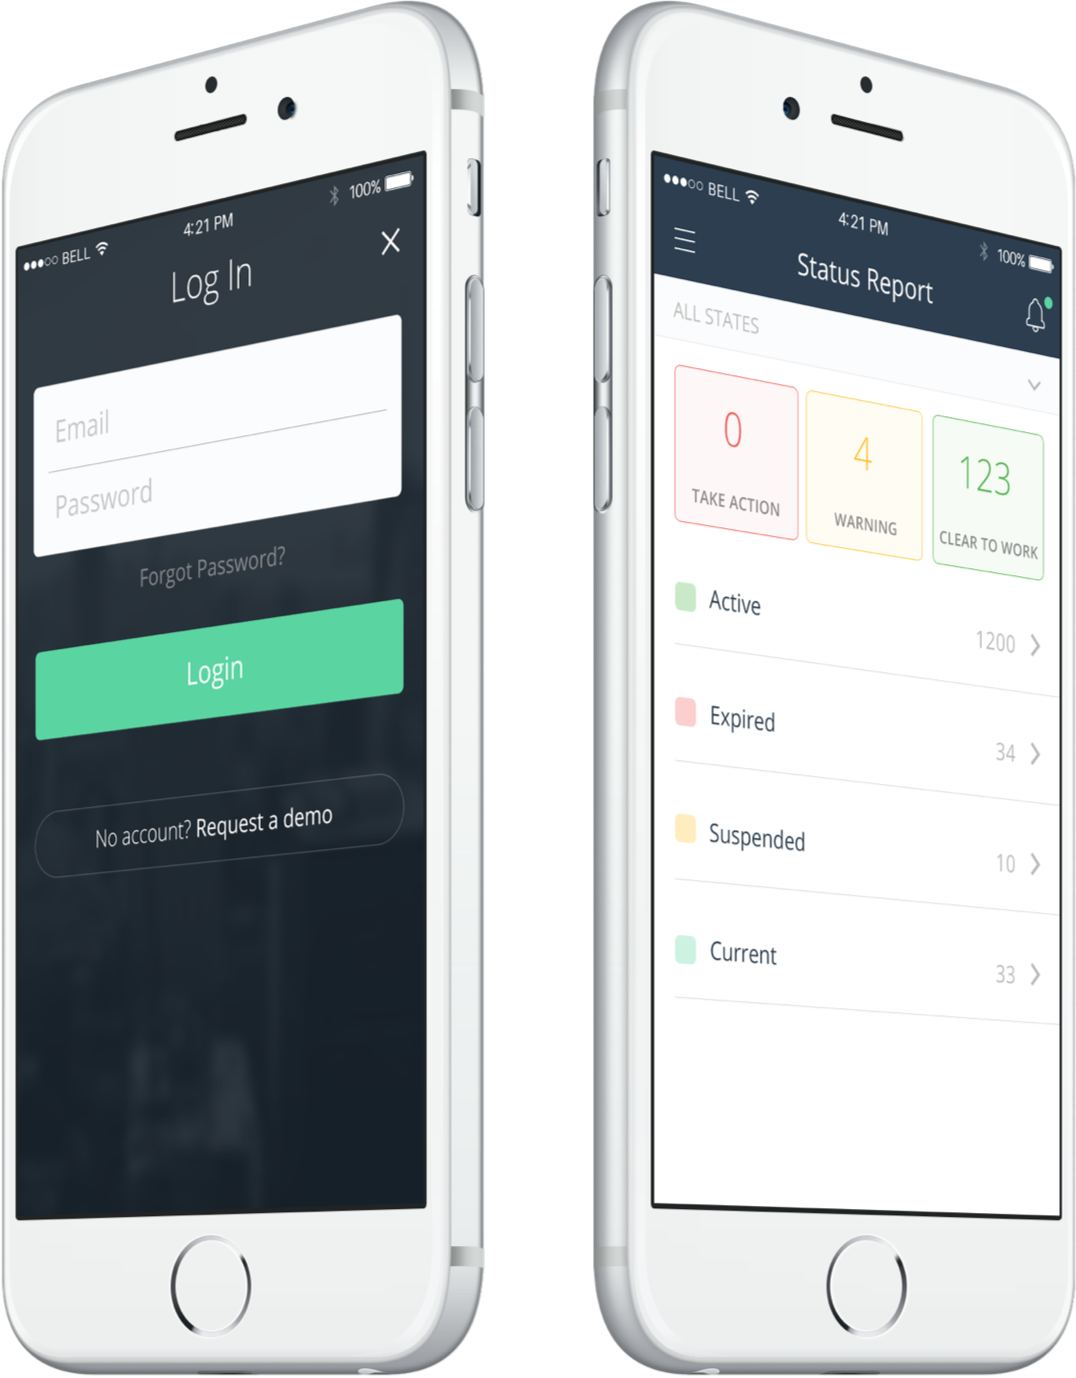 BELL
4:21 PM
100%
Log In
Email
Password
Forgot Password?
Login
No account? Request a demo
BELL
4:21 PM
100%
Status Report
ALL STATES
0
TAKE ACTION
4
WARNING
123
CLEAR TO WORK
Active
1200
Expired
34
Suspended
10
Current
33